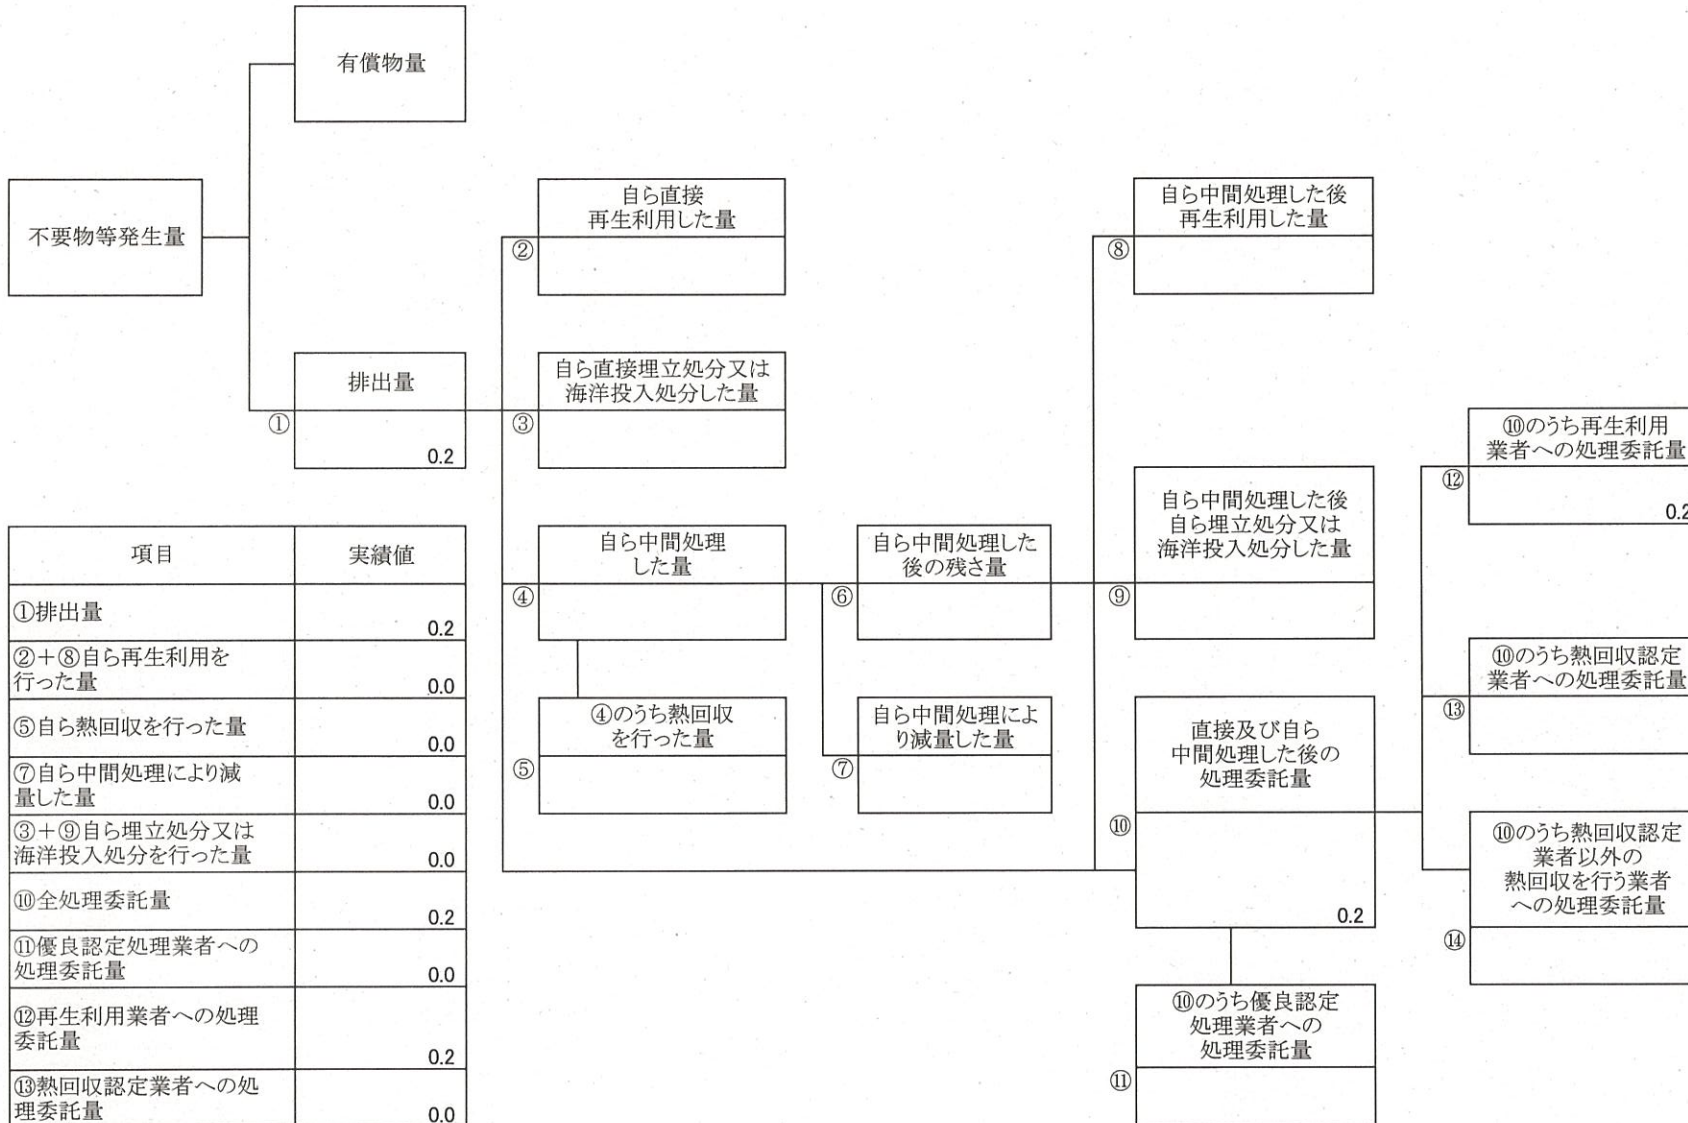 有償物量
不要物等発生量
自ら直接
再生利用した量
②
自ら中間処理した後
再生利用した量
⑧
排出量
①
0.2
自ら直接埋立処分又は
海洋投入処分した量
③
⑩のうち再生利用
業者への処理委託量
⑫
0.2
自ら中間処理
した量
④
自ら中間処理した
後の残さ量
⑥
自ら中間処理した後
自ら埋立処分又は
海洋投入処分した量
⑨
⑩のうち熱回収認定
業者への処理委託量
⑬
④のうち熱回収
を行った量
⑤
自ら中間処理によ
り減量した量
⑦
直接及び自ら
中間処理した後の
処理委託量
⑩
0.2
⑩のうち熱回収認定
業者以外の
熱回収を行う業者
への処理委託量
⑭
⑩のうち優良認定
処理業者への
処理委託量
⑪
項目 実績値
①排出量
0.2
②+⑧自ら再生利用を
行った量
0.0
⑤自ら熱回収を行った量
0.0
⑦自ら中間処理により減
量した量
0.0
③+⑨自ら埋立処分又は
海洋投入処分を行った量
0.0
⑩全処理委託量
0.2
⑪優良認定処理業者への
処理委託量
0.0
⑫再生利用業者への処理
委託量
0.2
⑬熱回収認定業者への処
理委託量
0.0